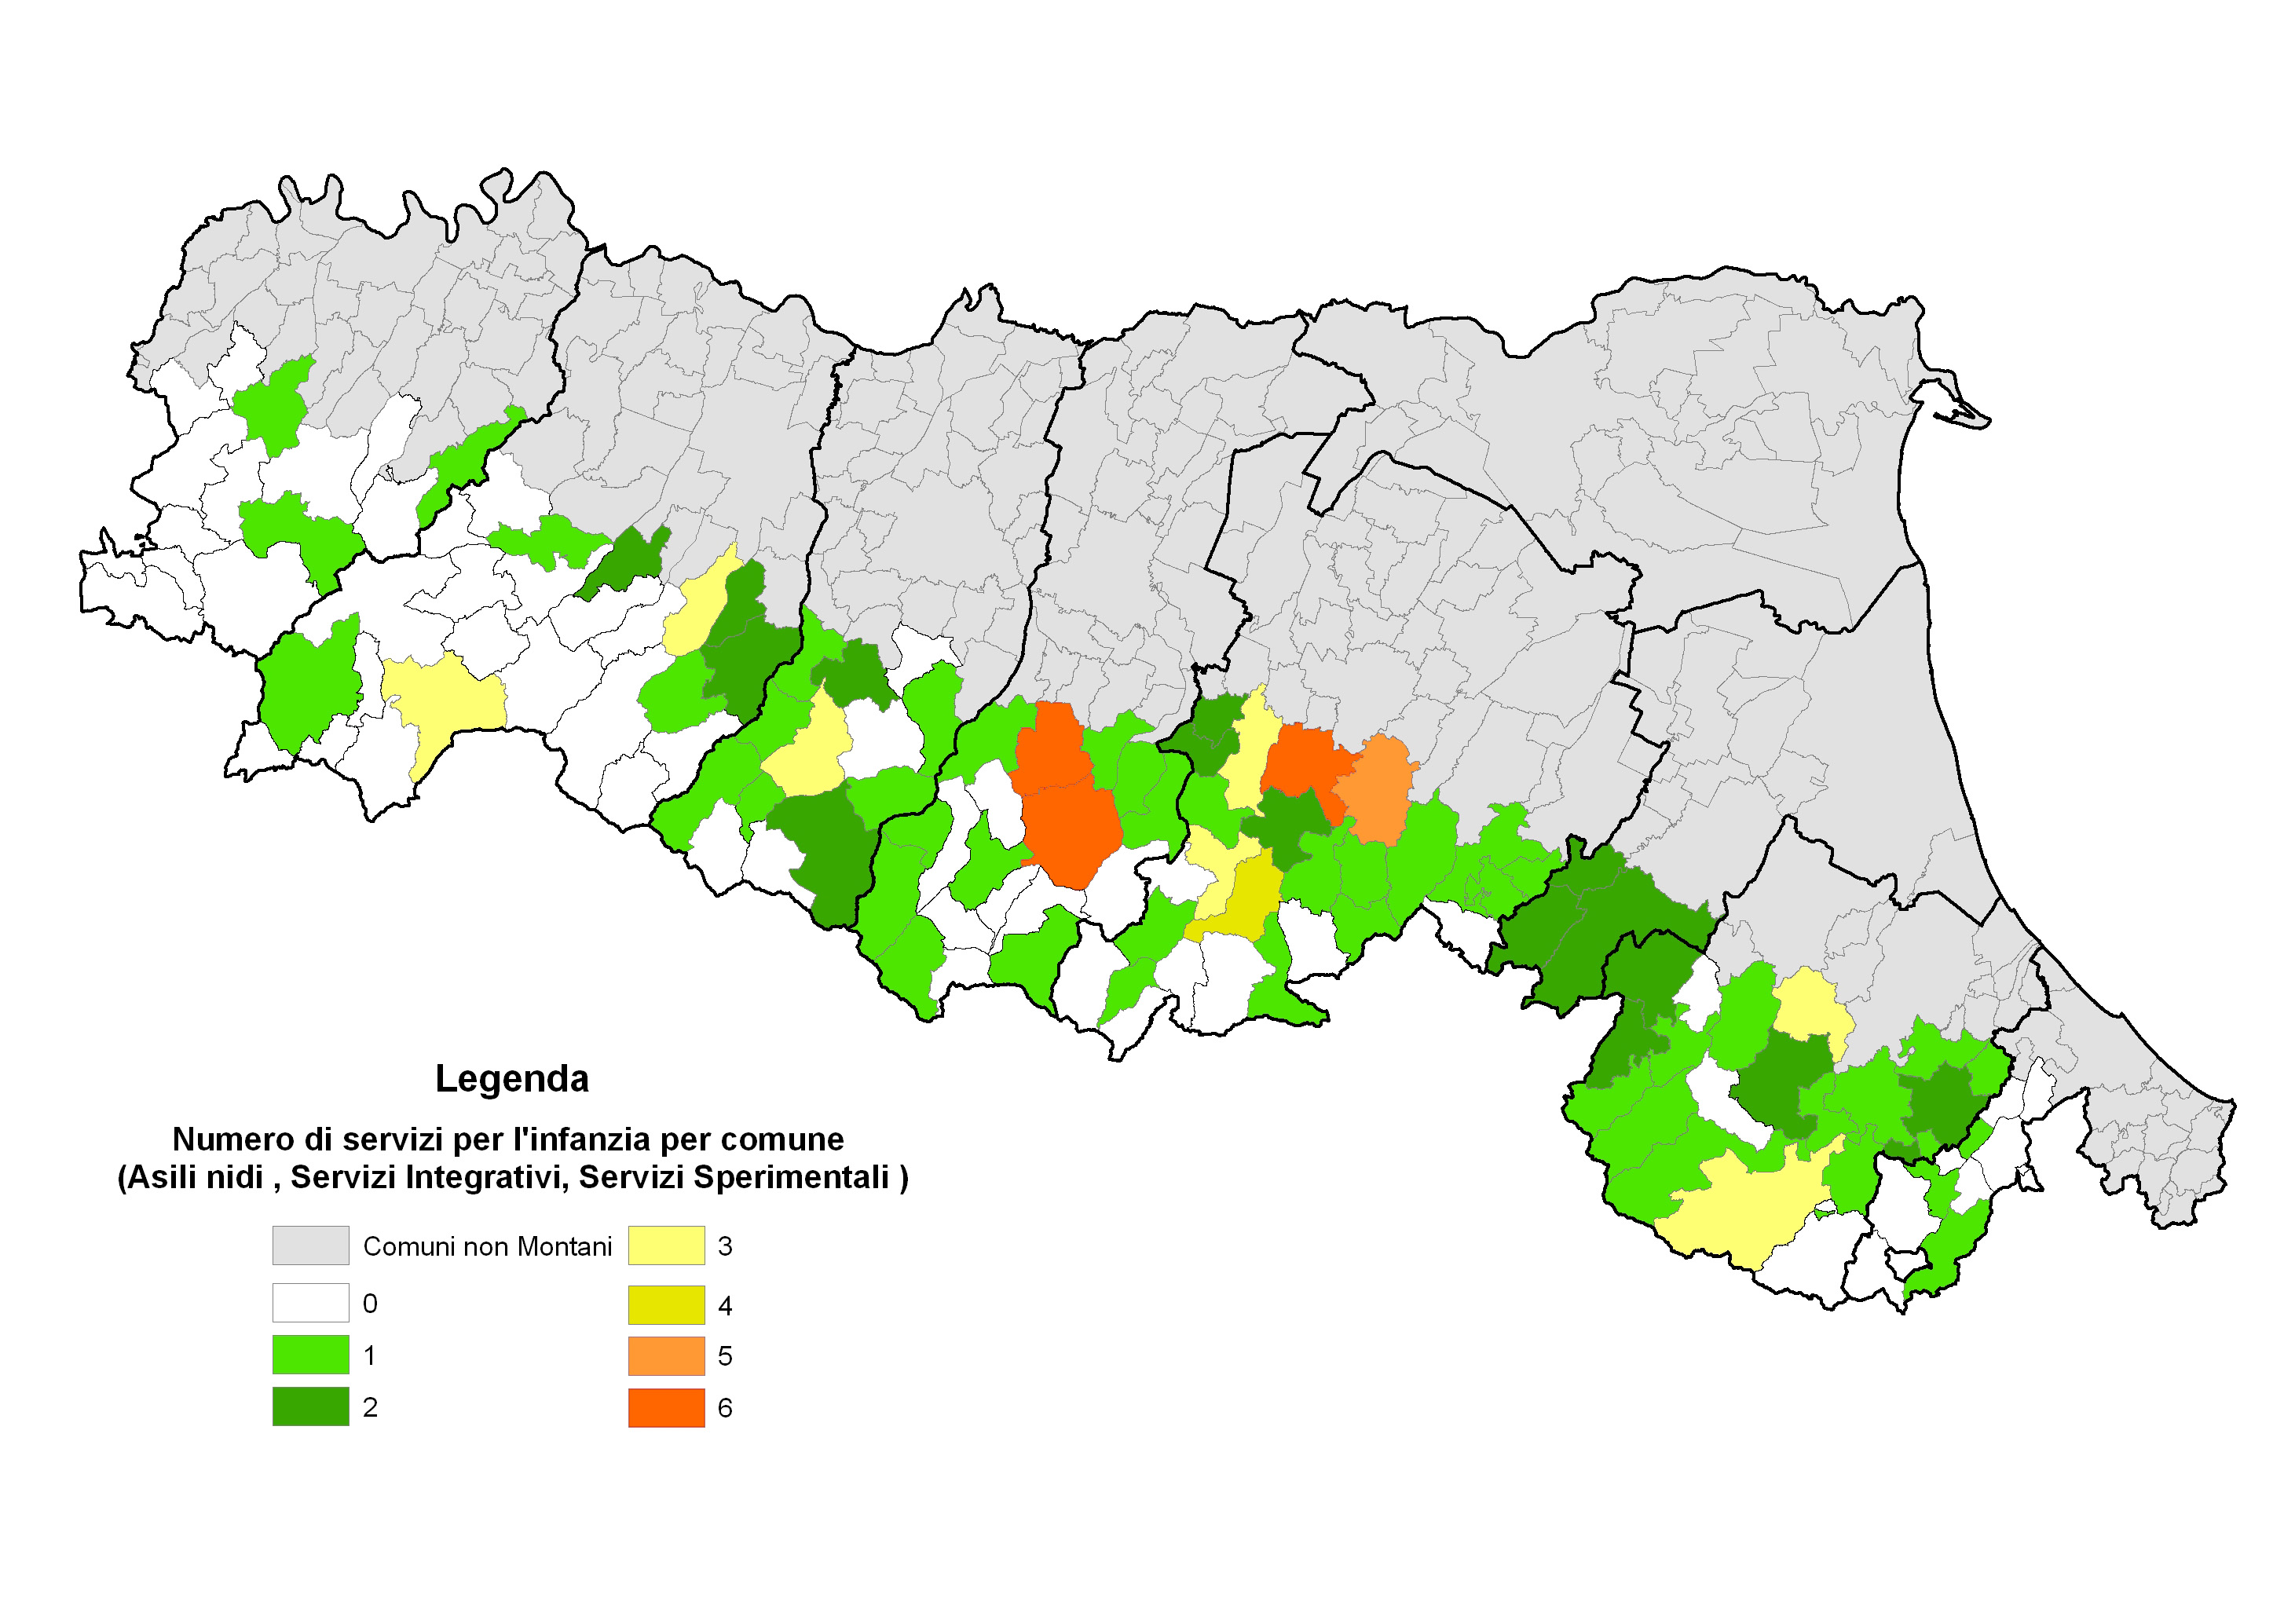 Legenda
Numero di servizi per l'infanzia per comune
(Asili nidi , Servizi Integrativi, Servizi Sperimentali )
Comuni non Montani
0
1
2
3
4
5
6